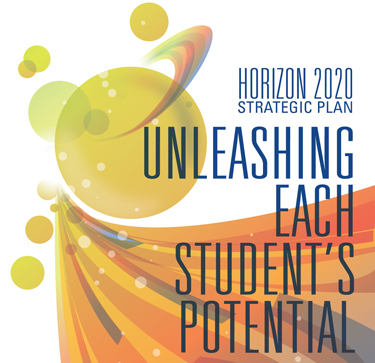 HORIZON 2020
STRATEGIC PLAN
UNLEASHING
EACH
STUDENT'S
POTENTIAL